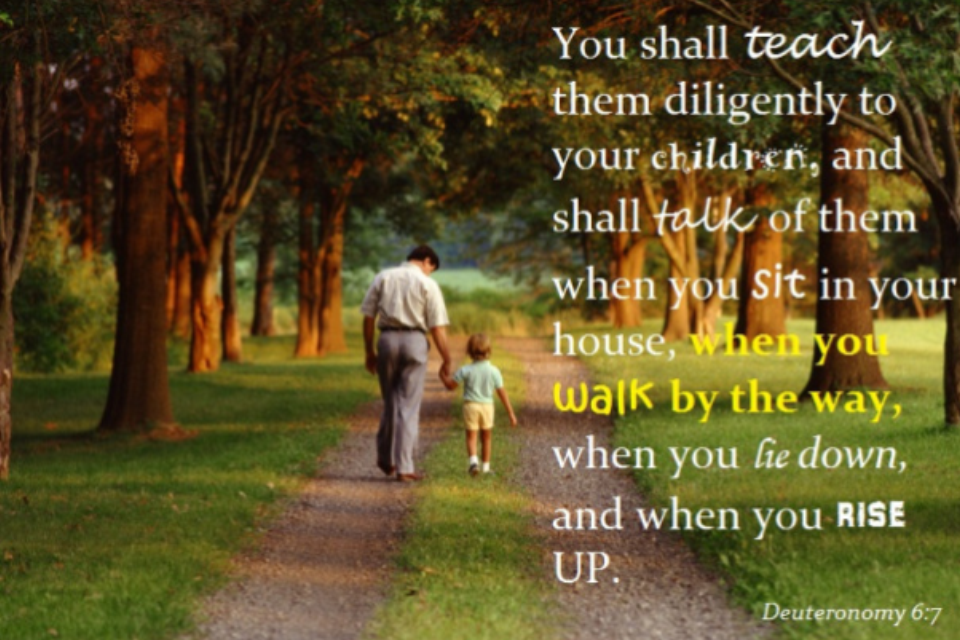 You shall teach
them diligently to
your children, and
shall talk of them
when you sit in your
house, when you
walk by the way,
when you lie down,
and when you RISE
UP.
Deuteronomy 6:7